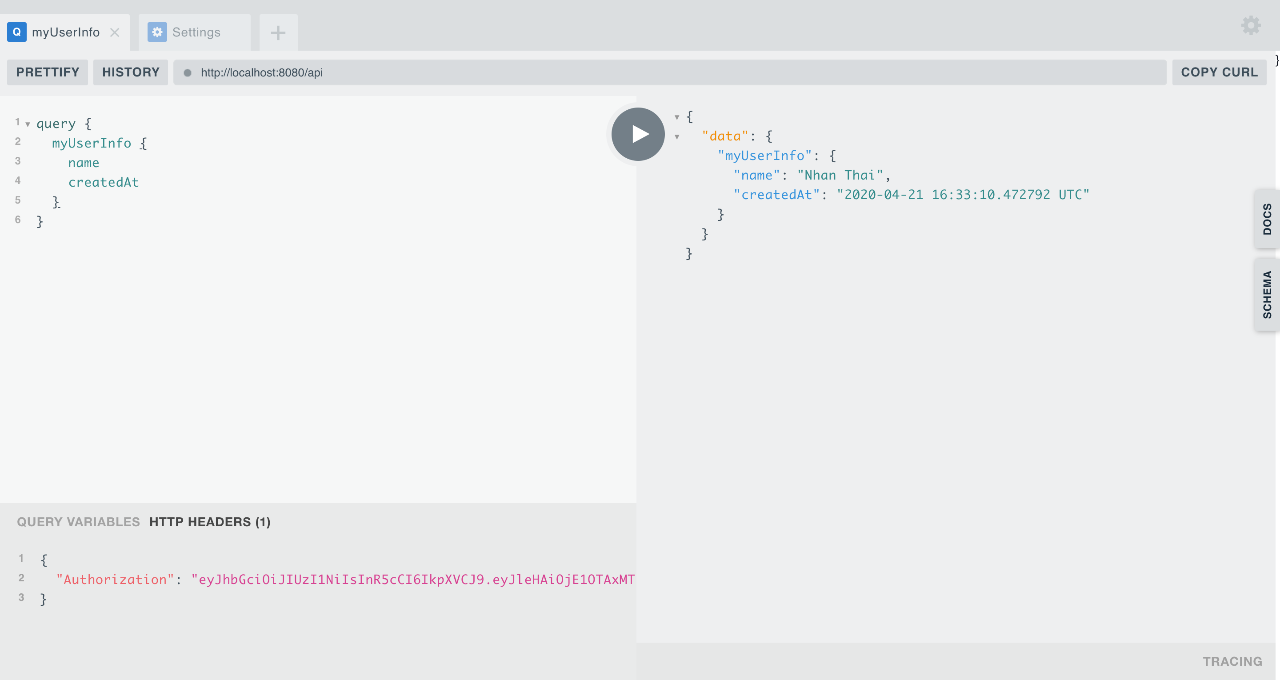 Q myUserInfo × Settings +
PRETTIFY HISTORY http://localhost:8080/api COPY CURL
}
1 query {
2 myUserInfo {
3 name
4 createdAt
5 }
6 }
{
"data": {
"myUserInfo": {
"name": "Nhan Thai",
"createdAt": "2020-04-21 16:33:10.472792 UTC"
}
}
}
DOCS
SCHEMA
QUERY VARIABLES HTTP HEADERS (1)
1 {
2 "Authorization": "eyJhbGciOiJIUzI1NiIsInR5cCI6IkpXVCJ9.eyJleHAiOjE1OTAxMT
3 }
TRACING